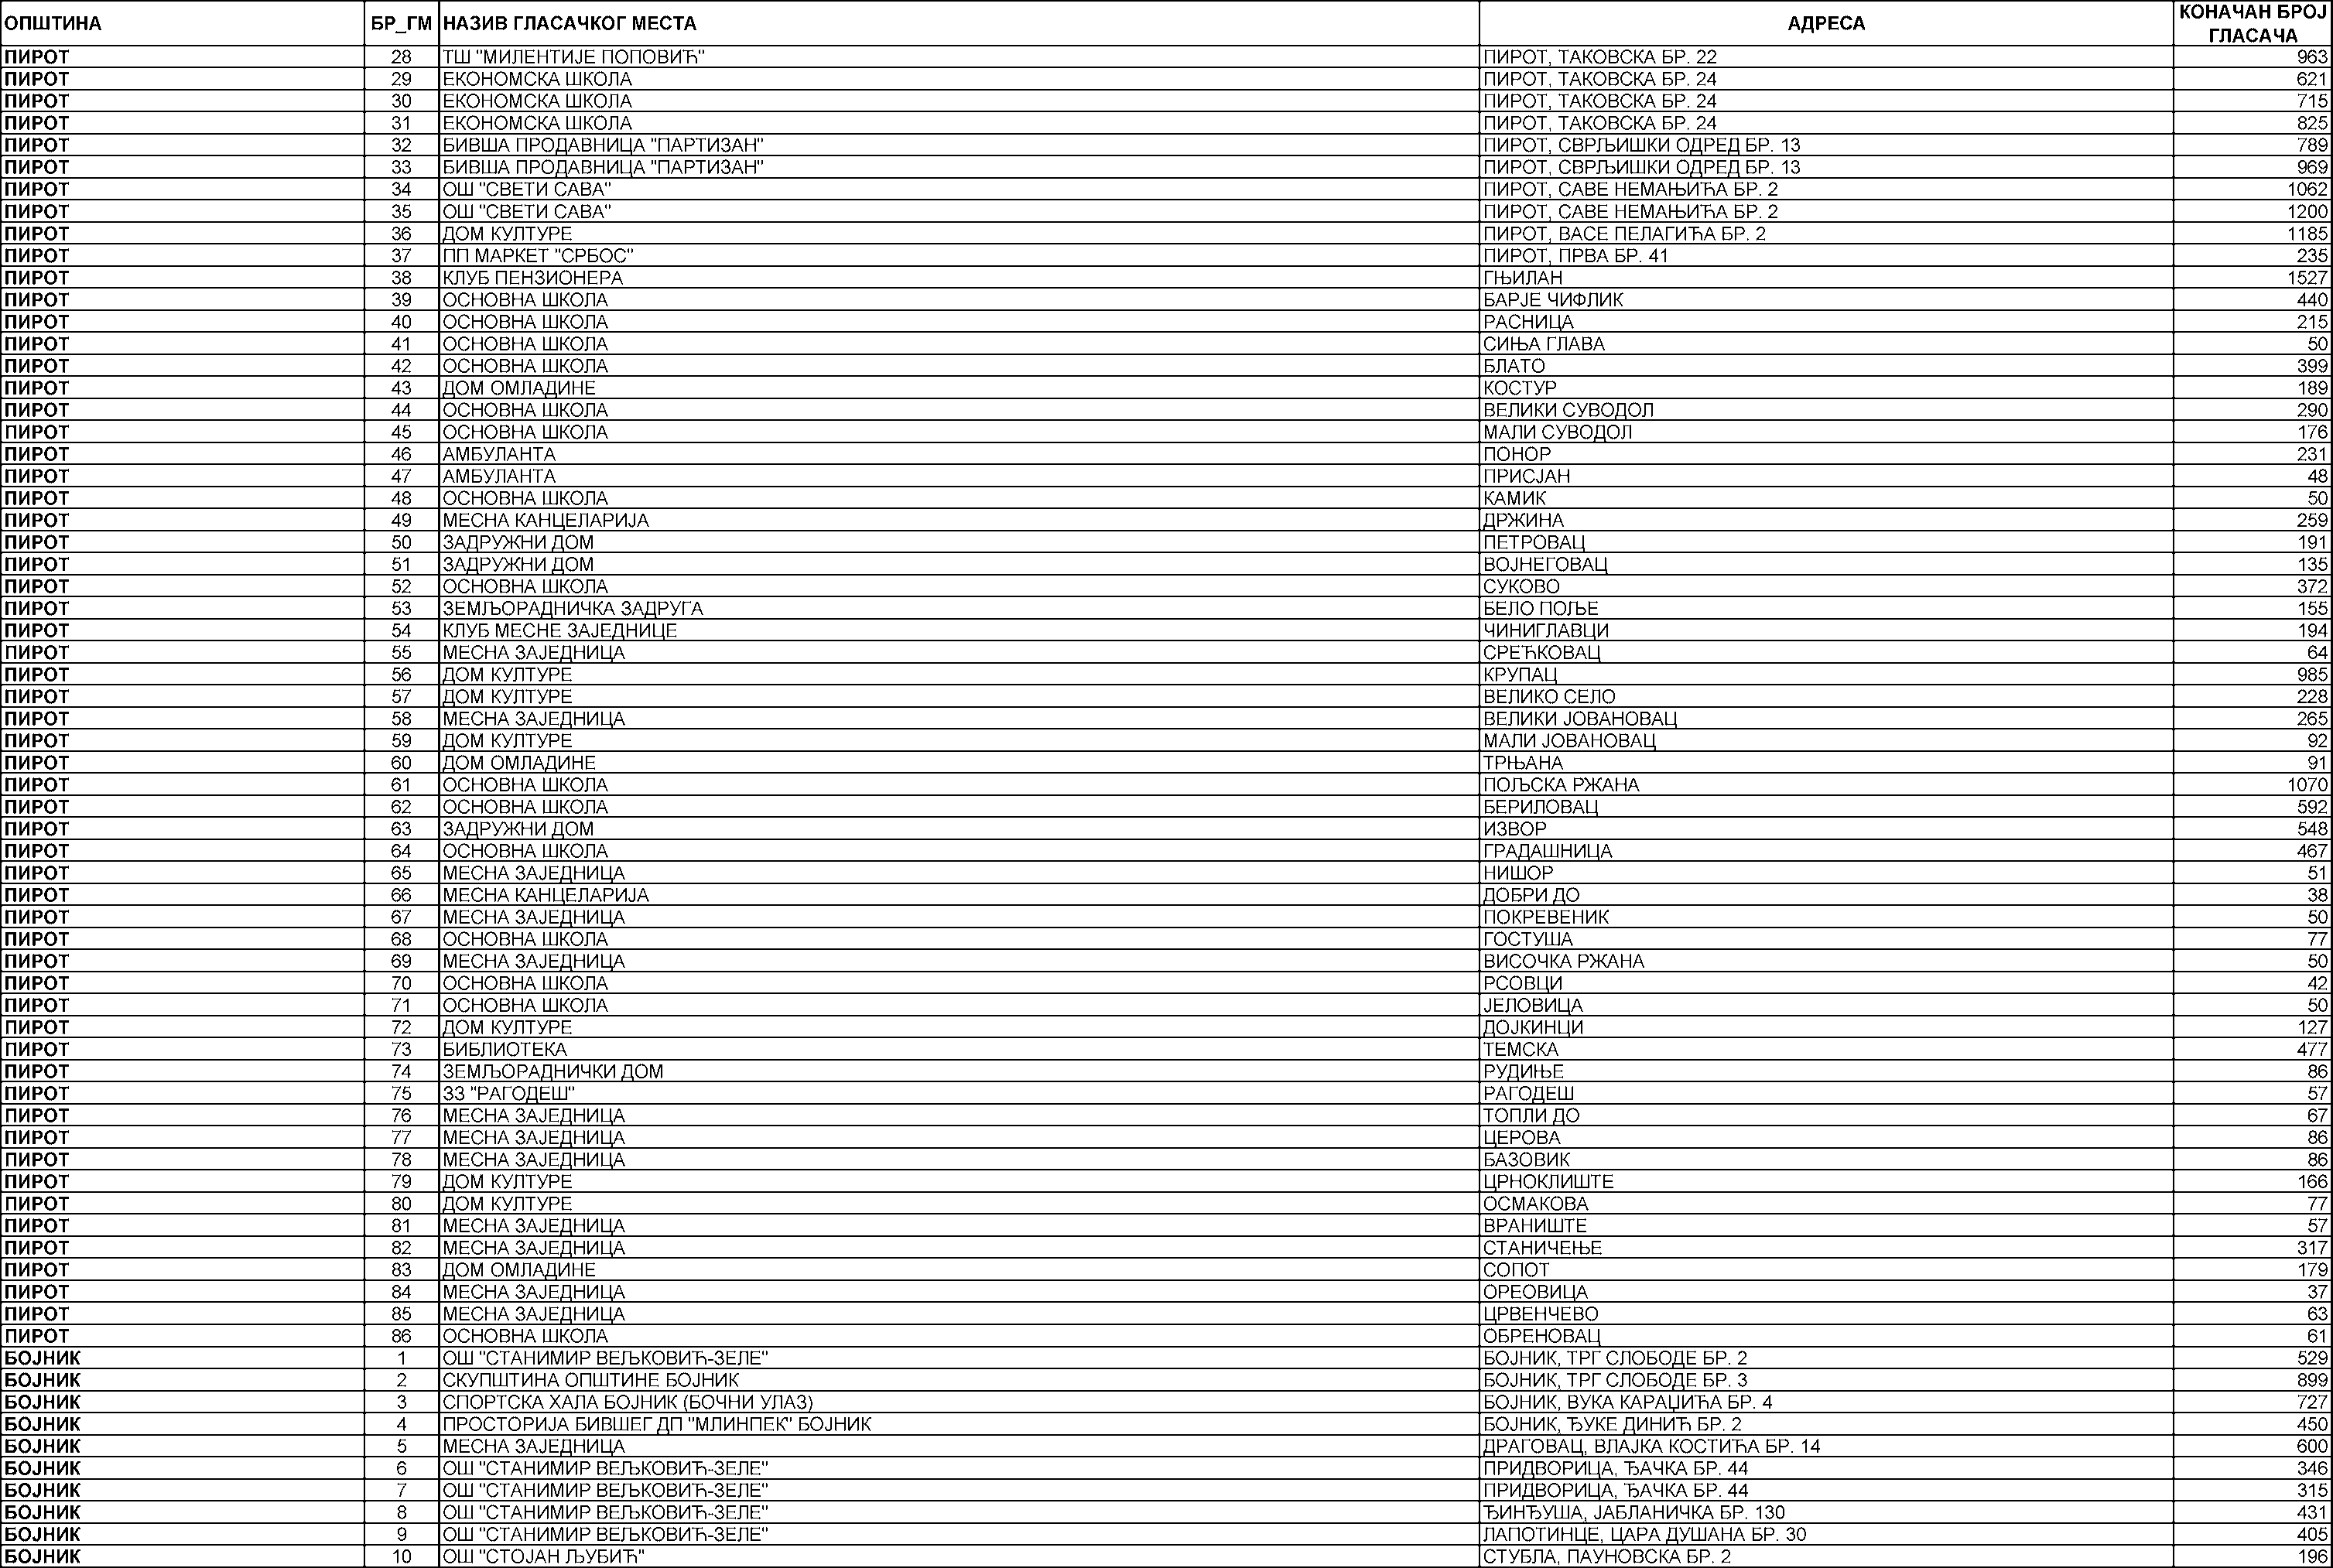 ОПШТИНА БР_ГМ НАЗИВ ГЛАСАЧКОГ МЕСТА АДРЕСА КОНАЧАН БРОЈ ГЛАСАЧА
ПИРОТ 28 ТШ "МИЛЕНТИЈЕ ПОПОВИЋ" ПИРОТ, ТАКОВСКА БР. 22 963
ПИРОТ 29 ЕКОНОМСКА ШКОЛА ПИРОТ, ТАКОВСКА БР. 24 621
ПИРОТ 30 ЕКОНОМСКА ШКОЛА ПИРОТ, ТАКОВСКА БР. 24 715
ПИРОТ 31 ЕКОНОМСКА ШКОЛА ПИРОТ, ТАКОВСКА БР. 24 825
ПИРОТ 32 БИВША ПРОДАВНИЦА "ПАРТИЗАН" ПИРОТ, СВРЉИШКИ ОДРЕД БР. 13 789
ПИРОТ 33 БИВША ПРОДАВНИЦА "ПАРТИЗАН" ПИРОТ, СВРЉИШКИ ОДРЕД БР. 13 969
ПИРОТ 34 ОШ "СВЕТИ САВА" ПИРОТ, САВЕ НЕМАЊИЋА БР. 2 1062
ПИРОТ 35 ОШ "СВЕТИ САВА" ПИРОТ, САВЕ НЕМАЊИЋА БР. 2 1200
ПИРОТ 36 ДОМ КУЛТУРЕ ПИРОТ, ВАСЕ ПЕЛАГИЋА БР. 2 1185
ПИРОТ 37 ПП МАРКЕТ "СРБОС" ПИРОТ, ПРВА БР. 41 235
ПИРОТ 38 КЛУБ ПЕНЗИОНЕРА ГЊИЛАН 1527
ПИРОТ 39 ОСНОВНА ШКОЛА БАРЈЕ ЧИФЛИК 440
ПИРОТ 40 ОСНОВНА ШКОЛА РАСНИЦА 215
ПИРОТ 41 ОСНОВНА ШКОЛА СИЊА ГЛАВА 50
ПИРОТ 42 ОСНОВНА ШКОЛА БЛАТО 399
ПИРОТ 43 ДОМ ОМЛАДИНЕ КОСТУР 189
ПИРОТ 44 ОСНОВНА ШКОЛА ВЕЛИКИ СУВОДОЛ 290
ПИРОТ 45 ОСНОВНА ШКОЛА МАЛИ СУВОДОЛ 176
ПИРОТ 46 АМБУЛАНТА ПОНОР 231
ПИРОТ 47 АМБУЛАНТА ПРИСЈАН 48
ПИРОТ 48 ОСНОВНА ШКОЛА КАМИК 50
ПИРОТ 49 МЕСНА КАНЦЕЛАРИЈА ДРЖИНА 259
ПИРОТ 50 ЗАДРУЖНИ ДОМ ПЕТРОВАЦ 191
ПИРОТ 51 ЗАДРУЖНИ ДОМ ВОЈНЕГОВАЦ 135
ПИРОТ 52 ОСНОВНА ШКОЛА СУКОВО 372
ПИРОТ 53 ЗЕМЉОРАДНИЧКА ЗАДРУГА БЕЛО ПОЉЕ 155
ПИРОТ 54 КЛУБ МЕСНЕ ЗАЈЕДНИЦЕ ЧИНИГЛАВЦИ 194
ПИРОТ 55 МЕСНА ЗАЈЕДНИЦА СРЕЋКОВАЦ 64
ПИРОТ 56 ДОМ КУЛТУРЕ КРУПАЦ 985
ПИРОТ 57 ДОМ КУЛТУРЕ ВЕЛИКО СЕЛО 228
ПИРОТ 58 МЕСНА ЗАЈЕДНИЦА ВЕЛИКИ ЈОВАНОВАЦ 265
ПИРОТ 59 ДОМ КУЛТУРЕ МАЛИ ЈОВАНОВАЦ 92
ПИРОТ 60 ДОМ ОМЛАДИНЕ ТРЊАНА 91
ПИРОТ 61 ОСНОВНА ШКОЛА ПОЉСКА РЖАНА 1070
ПИРОТ 62 ОСНОВНА ШКОЛА БЕРИЛОВАЦ 592
ПИРОТ 63 ЗАДРУЖНИ ДОМ ИЗВОР 548
ПИРОТ 64 ОСНОВНА ШКОЛА ГРАДАШНИЦА 467
ПИРОТ 65 МЕСНА ЗАЈЕДНИЦА НИШОР 51
ПИРОТ 66 МЕСНА КАНЦЕЛАРИЈА ДОБРИ ДО 38
ПИРОТ 67 МЕСНА ЗАЈЕДНИЦА ПОКРЕВЕНИК 50
ПИРОТ 68 ОСНОВНА ШКОЛА ГОСТУША 77
ПИРОТ 69 МЕСНА ЗАЈЕДНИЦА ВИСОЧКА РЖАНА 50
ПИРОТ 70 ОСНОВНА ШКОЛА РСОВЦИ 42
ПИРОТ 71 ОСНОВНА ШКОЛА ЈЕЛОВИЦА 50
ПИРОТ 72 ДОМ КУЛТУРЕ ДОЈКИНЦИ 127
ПИРОТ 73 БИБЛИОТЕКА ТЕМСКА 477
ПИРОТ 74 ЗЕМЉОРАДНИЧКИ ДОМ РУДИЊЕ 86
ПИРОТ 75 ЗЗ "РАГОДЕШ" РАГОДЕШ 57
ПИРОТ 76 МЕСНА ЗАЈЕДНИЦА ТОПЛИ ДО 67
ПИРОТ 77 МЕСНА ЗАЈЕДНИЦА ЦЕРОВА 86
ПИРОТ 78 МЕСНА ЗАЈЕДНИЦА БАЗОВИК 86
ПИРОТ 79 ДОМ КУЛТУРЕ ЦРНОКЛИШТЕ 166
ПИРОТ 80 ДОМ КУЛТУРЕ ОСМАКОВА 77
ПИРОТ 81 МЕСНА ЗАЈЕДНИЦА ВРАНИШТЕ 57
ПИРОТ 82 МЕСНА ЗАЈЕДНИЦА СТАНИЧЕЊЕ 317
ПИРОТ 83 ДОМ ОМЛАДИНЕ СОПОТ 179
ПИРОТ 84 МЕСНА ЗАЈЕДНИЦА ОРЕОВИЦА 37
ПИРОТ 85 МЕСНА ЗАЈЕДНИЦА ЦРВЕНЧЕВО 63
ПИРОТ 86 ОСНОВНА ШКОЛА ОБРЕНОВАЦ 61
БОЈНИК 1 ОШ "СТАНИМИР ВЕЉКОВИЋ-ЗЕЛЕ" БОЈНИК, ТРГ СЛОБОДЕ БР. 2 529
БОЈНИК 2 СКУПШТИНА ОПШТИНЕ БОЈНИК БОЈНИК, ТРГ СЛОБОДЕ БР. 3 899
БОЈНИК 3 СПОРТСКА ХАЛА БОЈНИК (БОЧНИ УЛАЗ) БОЈНИК, ВУКА КАРАЏИЋА БР. 4 727
БОЈНИК 4 ПРОСТОРИЈА БИВШЕГ ДП "МЛИНПЕК" БОЈНИК БОЈНИК, ЂУКЕ ДИНИЋ БР. 2 450
БОЈНИК 5 МЕСНА ЗАЈЕДНИЦА ДРАГОВАЦ, ВЛАЈКА КОСТИЋА БР. 14 600
БОЈНИК 6 ОШ "СТАНИМИР ВЕЉКОВИЋ-ЗЕЛЕ" ПРИДВОРИЦА, ЂАЧКА БР. 44 346
БОЈНИК 7 ОШ "СТАНИМИР ВЕЉКОВИЋ-ЗЕЛЕ" ПРИДВОРИЦА, ЂАЧКА БР. 44 315
БОЈНИК 8 ОШ "СТАНИМИР ВЕЉКОВИЋ-ЗЕЛЕ" ЂИНЂУША, ЈАБЛАНИЧКА БР. 130 431
БОЈНИК 9 ОШ "СТАНИМИР ВЕЉКОВИЋ-ЗЕЛЕ" ЛАПОТИНЦЕ, ЦАРА ДУШАНА БР. 30 405
БОЈНИК 10 ОШ "СТОЈАН ЉУБИЋ" СТУБЛА, ПАУНОВСКА БР. 2 196